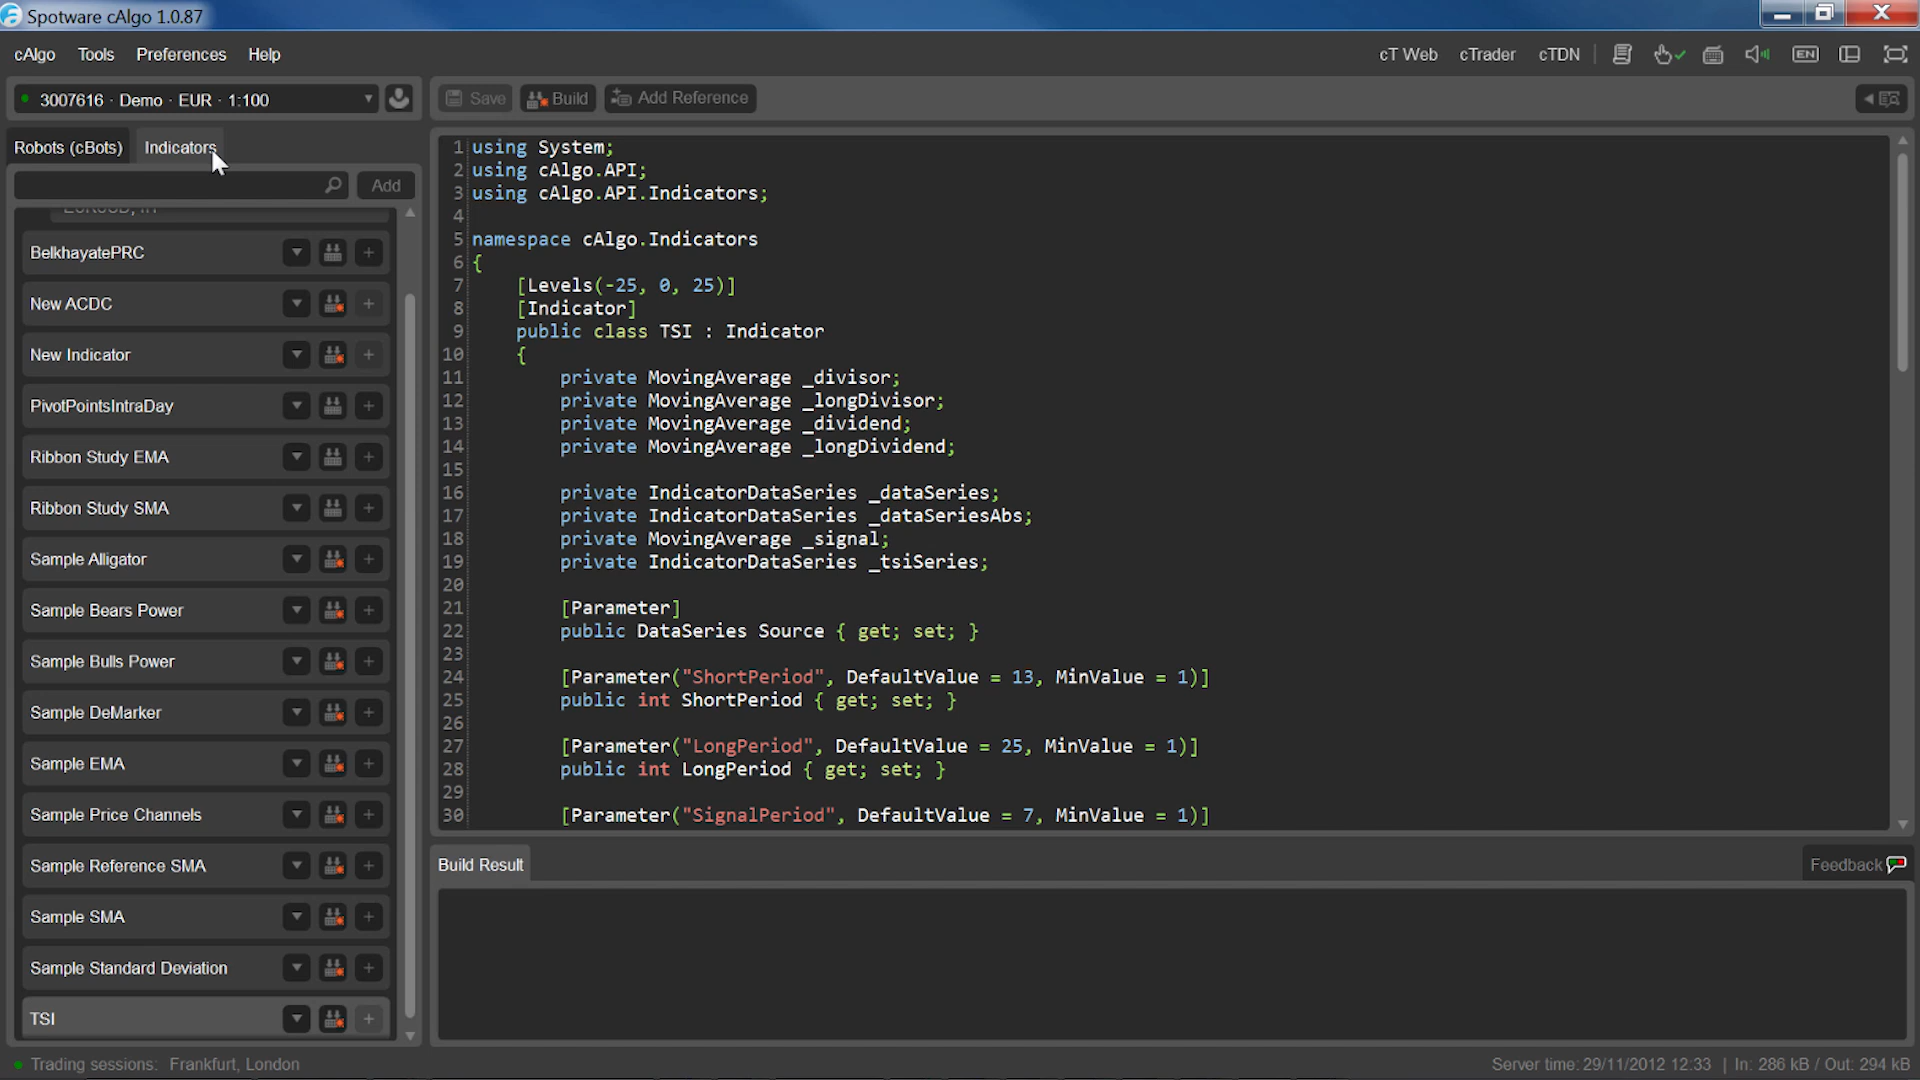 Spotware cAlgo 1.0.87
cAlgo Tools Preferences Help
cT Web cTrader cTDN EN
3007616 · Demo · EUR · 1:100
Save Build Add Reference
Robots (cBots) Indicators
Add
BelkhayatePRC
New ACDC
New Indicator
PivotPointsIntraDay
Ribbon Study EMA
Ribbon Study SMA
Sample Alligator
Sample Bears Power
Sample Bulls Power
Sample DeMarker
Sample EMA
Sample Price Channels
Sample Reference SMA
Sample SMA
Sample Standard Deviation
TSI
1 using System;
2 using cAlgo.API;
3 using cAlgo.API.Indicators;
4
5 namespace cAlgo.Indicators
6 {
7 [Levels(-25, 0, 25)]
8 [Indicator]
9 public class TSI : Indicator
10 {
11 private MovingAverage _divisor;
12 private MovingAverage _longDivisor;
13 private MovingAverage _dividend;
14 private MovingAverage _longDividend;
15
16 private IndicatorDataSeries _dataSeries;
17 private IndicatorDataSeries _dataSeriesAbs;
18 private MovingAverage _signal;
19 private IndicatorDataSeries _tsiSeries;
20
21 [Parameter]
22 public DataSeries Source { get; set; }
23
24 [Parameter("ShortPeriod", DefaultValue = 13, MinValue = 1)]
25 public int ShortPeriod { get; set; }
26
27 [Parameter("LongPeriod", DefaultValue = 25, MinValue = 1)]
28 public int LongPeriod { get; set; }
29
30 [Parameter("SignalPeriod", DefaultValue = 7, MinValue = 1)]
Build Result
Feedback
Trading sessions: Frankfurt, London
Server time: 29/11/2012 12:33 | In: 286 kB / Out: 294 kB